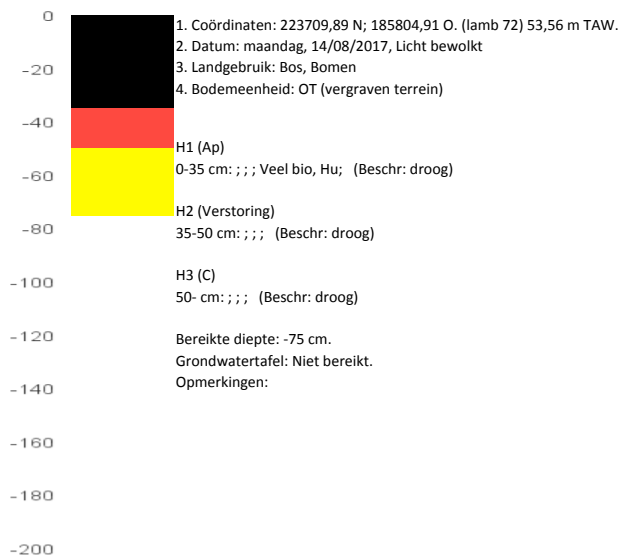 0
-20
-40
-60
-80
-100
-120
-140
-160
-180
-200
1. Coördinaten: 223709,89 N; 185804,91 O. (lamb 72) 53,56 m TAW.
2. Datum: maandag, 14/08/2017, Licht bewolkt
3. Landgebruik: Bos, Bomen
4. Bodemeenheid: OT (vergraven terrein)
H1 (Ap)
0-35 cm: ; ; ; Veel bio, Hu; (Beschr: droog)
H2 (Verstoring)
35-50 cm: ; ; ; (Beschr: droog)
H3 (C)
50- cm: ; ; ; (Beschr: droog)
Bereikte diepte: -75 cm.
Grondwatertafel: Niet bereikt.
Opmerkingen: